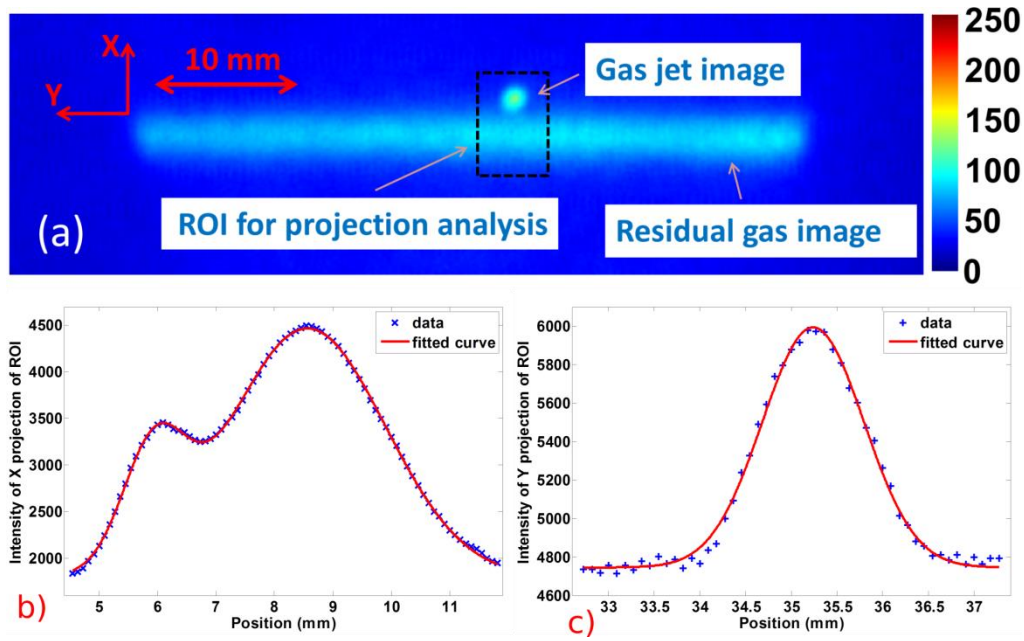 X
Y
10 mm
Gas jet image
ROI for projection analysis
Residual gas image
(a)
250
200
150
100
50
0
Intensity of X projection of ROI
4500
4000
3500
3000
2500
2000
5 6 7 8 9 10 11
Position (mm)
data
fitted curve
b)
Intensity of Y projection of ROI
6000
5800
5600
5400
5200
5000
4800
4600
33 33.5 34 34.5 35 35.5 36 36.5 37
Position (mm)
data
fitted curve
c)